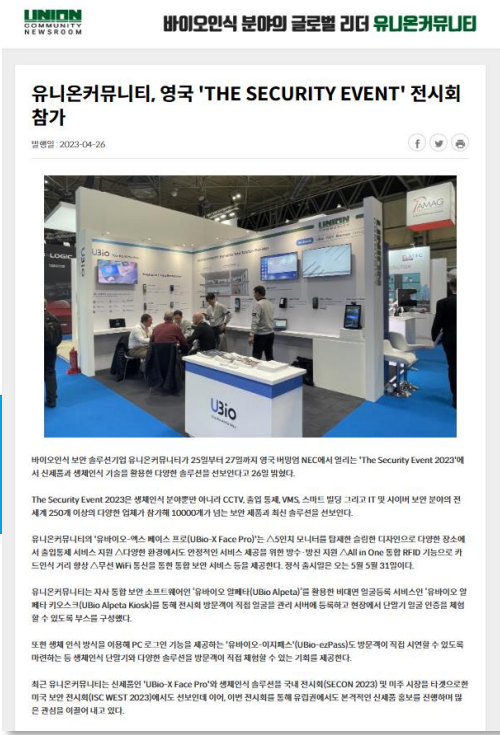 UNION
COMMUNITY
NEWSROOM
바이오인식 분야의 글로벌 리더 유니온커뮤니티
유니온커뮤니티, 영국 'THE SECURITY EVENT' 전시회
참가
발행일 : 2023-04-26
AMAG
LOGIC
UBio
UNION
COMMUNITY
UBio
바이오인식 보안 솔루션기업 유니온커뮤니티가 25일부터 27일까지 영국 버밍엄 NEC에서 열리는 'The Security Event 2023'에
서 신제품과 생체인식 기술을 활용한 다양한 솔루션을 선보인다고 26일 밝혔다.
The Security Event 2023은 생체인식 분야뿐만 아니라 CCTV, 출입 통제, VMS, 스마트 빌딩 그리고 IT 및 사이버 보안 분야의 전
세계 250개 이상의 다양한 업체가 참가해 10000개가 넘는 보안 제품과 최신 솔루션을 선보인다.
유니온커뮤니티의 '유바이오-엑스 페이스 프로(UBio-X Face Pro)'는 △5인치 모니터를 탑재한 슬림한 디자인으로 다양한 장소에
서 출입통제 서비스 지원 △다양한 환경에서도 안정적인 서비스 제공을 위한 방수·방진 지원 △All in One 통합 RFID 기능으로 카
드인식 거리 향상 △무선 WiFi 통신을 통한 통합 보안 서비스 등을 제공한다. 정식 출시일은 오는 5월 5월 31일이다.
유니온커뮤니티는 자사 통합 보안 소프트웨어인 '유바이오 알페타(UBio Alpeta)'를 활용한 비대면 얼굴등록 서비스인 '유바이오 알
페타 키오스크(UBio Alpeta Kiosk)를 통해 전시회 방문객이 직접 얼굴을 관리 서버에 등록하고 현장에서 단말기 얼굴 인증을 체험
할 수 있도록 부스를 구성했다.
또한 생체 인식 방식을 이용해 PC 로그인 기능을 제공하는 '유바이오-이지패스'(UBio-ezPass)도 방문객이 직접 시연할 수 있도록
마련하는 등 생체인식 단말기와 다양한 솔루션을 방문객이 직접 체험할 수 있는 기회를 제공한다.
최근 유니온커뮤니티는 신제품인 'UBio-X Face Pro'와 생체인식 솔루션을 국내 전시회(SECON 2023) 및 미주 시장을 타겟으로한
미국 보안 전시회(ISC WEST 2023)에서도 선보인데 이어, 이번 전시회를 통해 유럽권에서도 본격적인 신제품 홍보를 진행하며 많
은 관심을 이끌어 내고 있다.